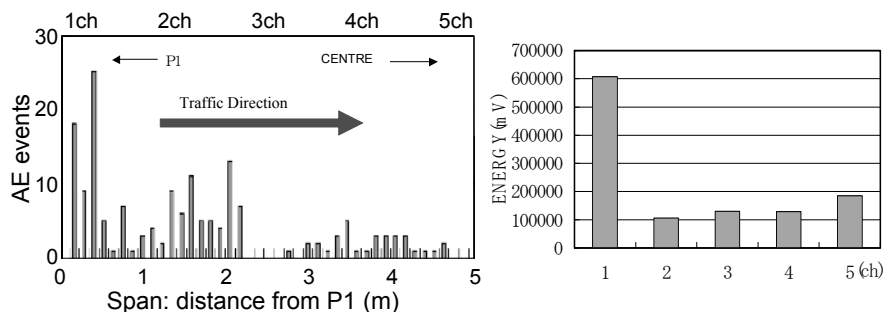 1ch 2ch 3ch 4ch 5ch
30
20
10
0
AE events
P1
CENTRE
Traffic Direction
0 1 2 3 4 5
Span: distance from P1 (m)
700000
600000
500000
400000
300000
200000
100000
0
ENERGY(mV)
1 2 3 4 5 (ch)